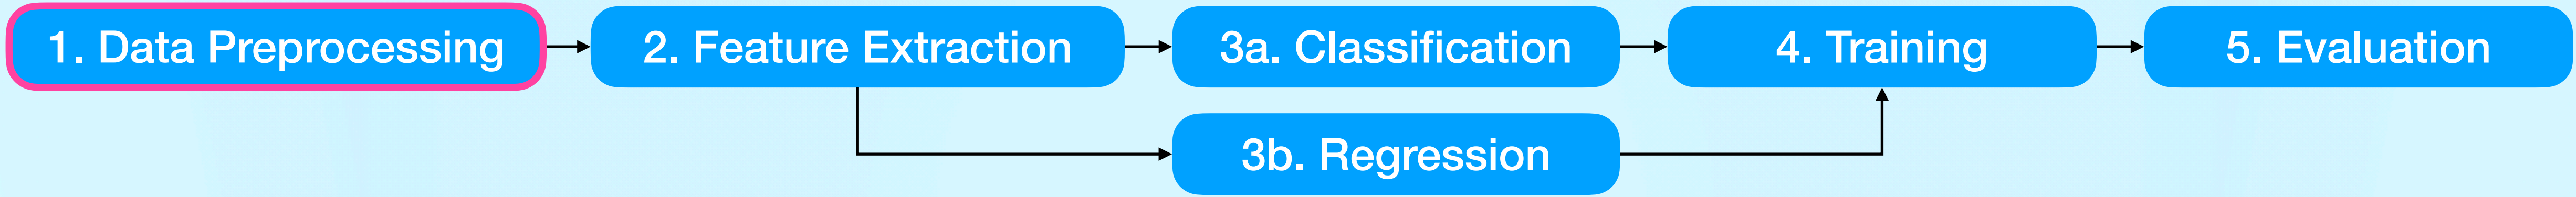 1. Data Preprocessing
2. Feature Extraction
3a. Classification
4. Training
5. Evaluation
3b. Regression